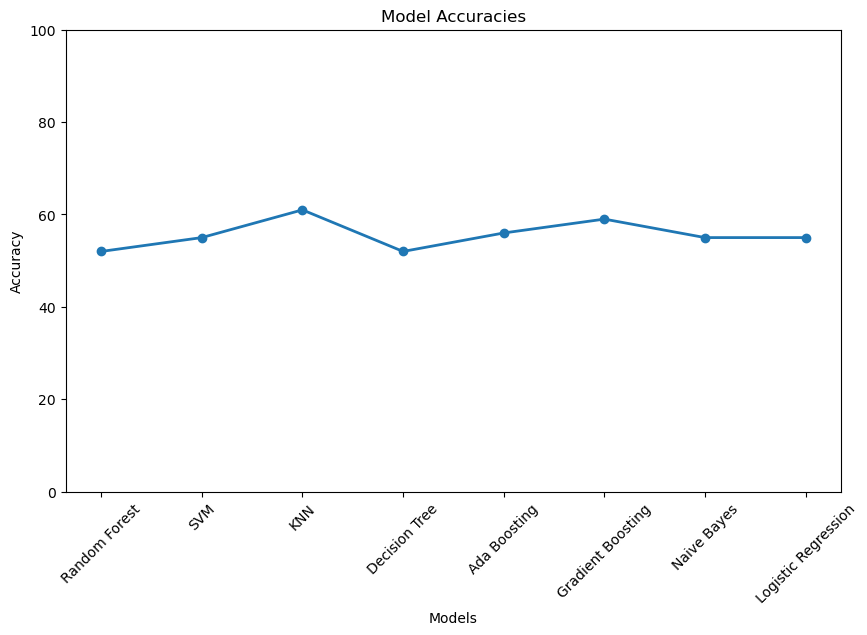 Model Accuracies
100
80
60
40
20
0
Accuracy
Random Forest
SVM
KNN
Decision Tree
Ada Boosting
Gradient Boosting
Naive Bayes
Logistic Regression
Models